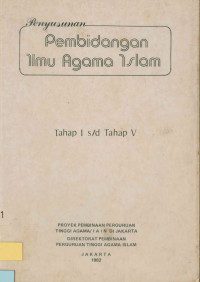 Penyusunan
Pembidangan
Ilmu Agama Islam
Tahap I s/d Tahap V
1
PROYEK PEMBINAAN PERGURUAN
TINGGI AGAMA/ I A I N DI JAKARTA
DIREKTORAT PEMBINAAN
PERGURUAN TINGGI AGAMA ISLAM
J A K A R T A